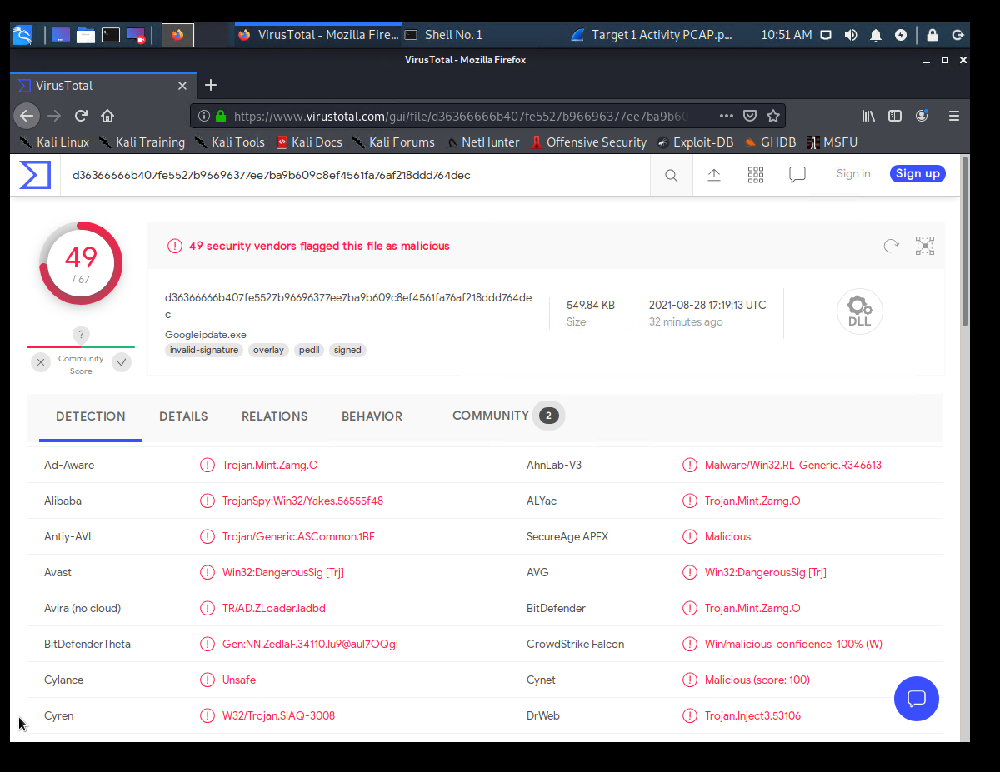 VirusTotal - Mozilla Fire... Shell No. 1 Target 1 Activity PCAP.p... 10:51 AM
VirusTotal - Mozilla Firefox
VirusTotal
https://www.virustotal.com/gui/file/d36366666b407fe5527b96696377ee7ba9b60
Kali Linux Kali Training Kali Tools Kali Docs Kali Forums NetHunter Offensive Security Exploit-DB GHDB MSFU
d36366666b407fe5527b96696377ee7ba9b609c8ef4561fa76af218ddd764dec Sign in Sign up
49
/ 67
49 security vendors flagged this file as malicious
d36366666b407fe5527b96696377ee7ba9b609c8ef4561fa76af218ddd764de
c
Googleipdate.exe
invalid-signature overlay pedll signed
549.84 KB
Size
2021-08-28 17:19:13 UTC
32 minutes ago
DLL
?
Community
Score
DETECTION DETAILS RELATIONS BEHAVIOR COMMUNITY 2
Ad-Aware Trojan.Mint.Zamg.O AhnLab-V3 Malware/Win32.RL_Generic.R346613
Alibaba TrojanSpy:Win32/Yakes.56555f48 ALYac Trojan.Mint.Zamg.O
Antiy-AVL Trojan/Generic.ASCommon.1BE SecureAge APEX Malicious
Avast Win32:DangerousSig [Trj] AVG Win32:DangerousSig [Trj]
Avira (no cloud) TR/AD.ZLoader.ladbd BitDefender Trojan.Mint.Zamg.O
BitDefenderTheta Gen:NN.ZedlaF.34110.Iu9@aul7OQgi CrowdStrike Falcon Win/malicious_confidence_100% (W)
Cylance Unsafe Cynet Malicious (score: 100)
Cyren W32/Trojan.SIAQ-3008 DrWeb Trojan.Inject3.53106